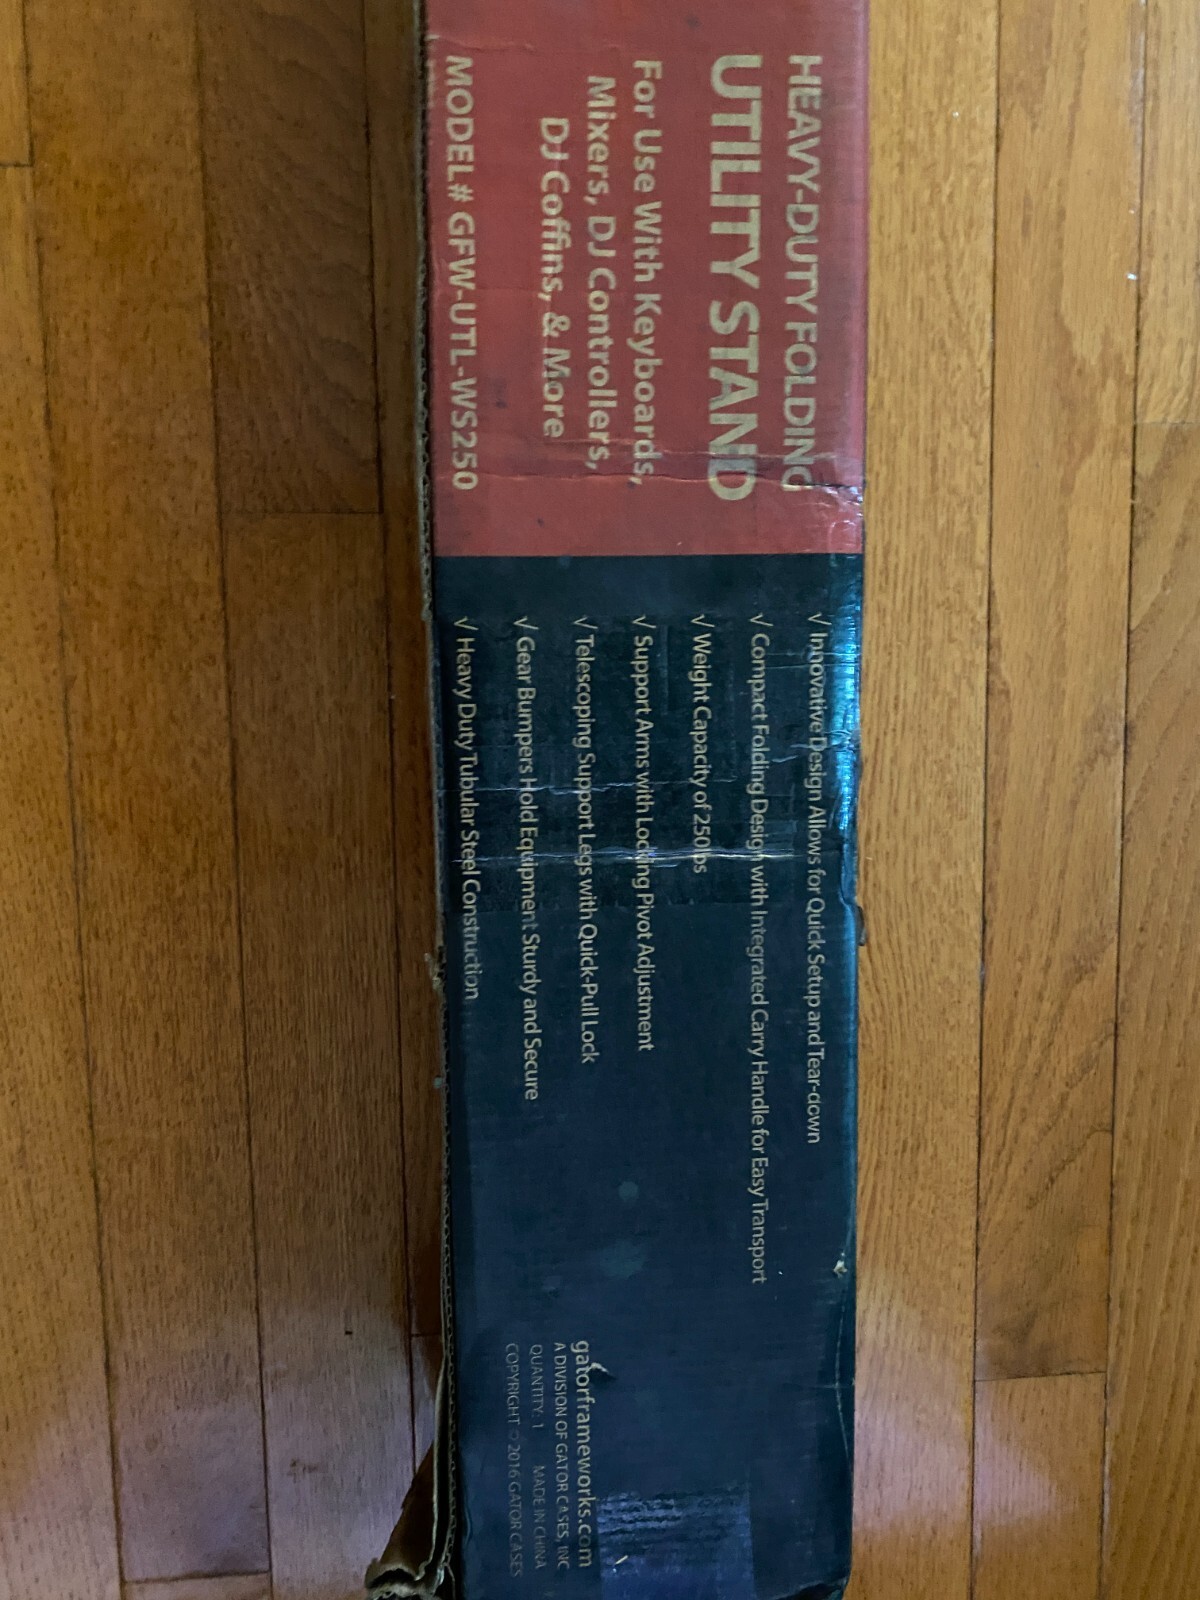 HEAVY-DUTY FOLDING
UTILITY STAND
For Use With Keyboards,
Mixers, DJ Controllers,
DJ Coffins, & More
MODEL# GFW-UTL-WS250
√ Innovative Design Allows for Quick Setup and Tear-down
√ Compact Folding Design with Integrated Carry Handle for Easy Transport
√ Weight Capacity of 250lbs
√ Support Arms with Locking Pivot Adjustment
√ Telescoping Support Legs with Quick-Pull Lock
√ Gear Bumpers Hold Equipment Sturdy and Secure
√ Heavy Duty Tubular Steel Construction
gatorframeworks.com
A DIVISION OF GATOR CASES, INC
QUANTITY: 1 MADE IN CHINA
COPYRIGHT © 2016 GATOR CASES